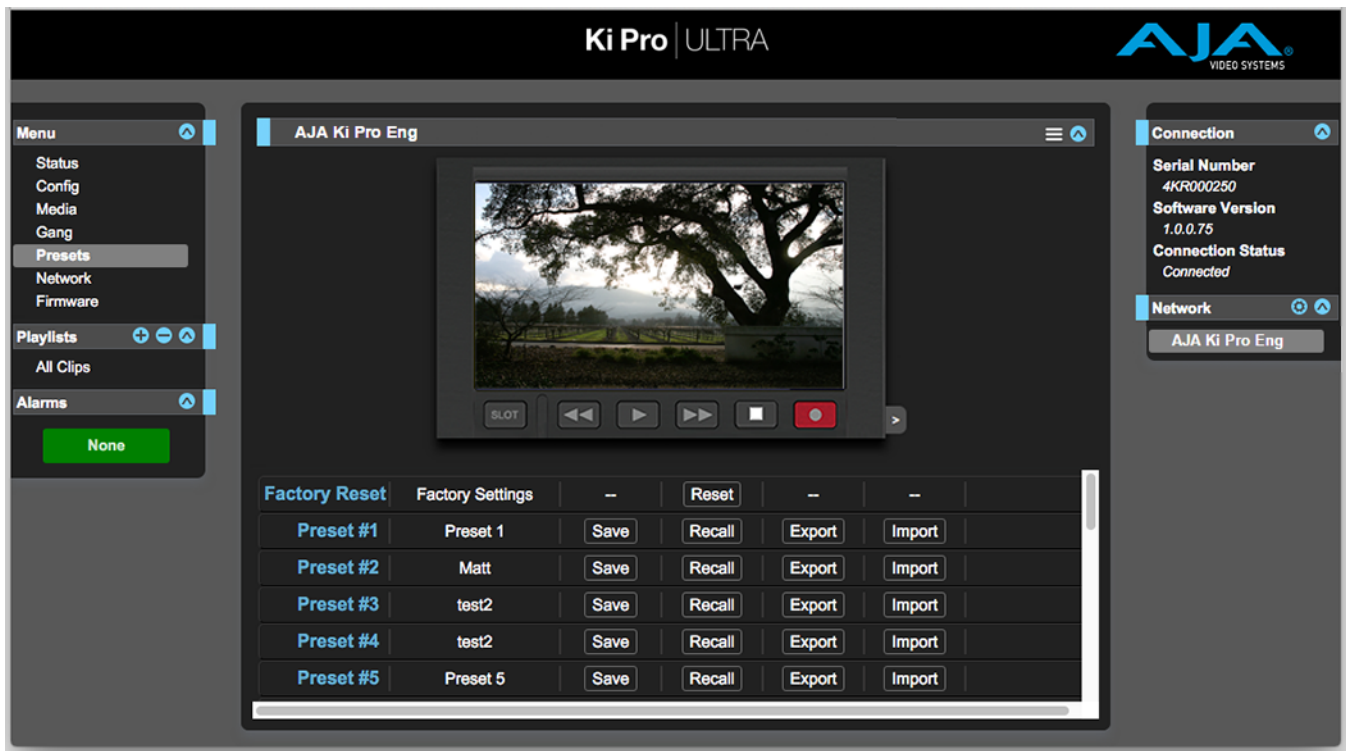 Ki Pro | ULTRA
AJA®
VIDEO SYSTEMS
Menu
Status
Config
Media
Gang
Presets
Network
Firmware
Playlists
All Clips
Alarms
None
AJA Ki Pro Eng
SLOT
>
Factory Reset Factory Settings -- Reset -- --
Preset #1 Preset 1 Save Recall Export Import
Preset #2 Matt Save Recall Export Import
Preset #3 test2 Save Recall Export Import
Preset #4 test2 Save Recall Export Import
Preset #5 Preset 5 Save Recall Export Import
Connection
Serial Number
4KR000250
Software Version
1.0.0.75
Connection Status
Connected
Network
AJA Ki Pro Eng